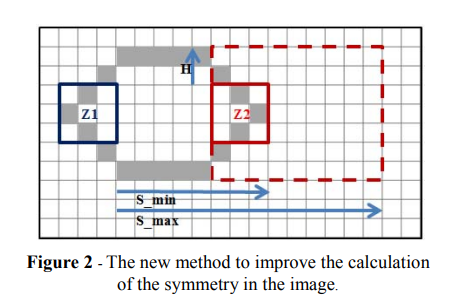 H
Z1
Z2
S_min
S_max
Figure 2 - The new method to improve the calculation
of the symmetry in the image.